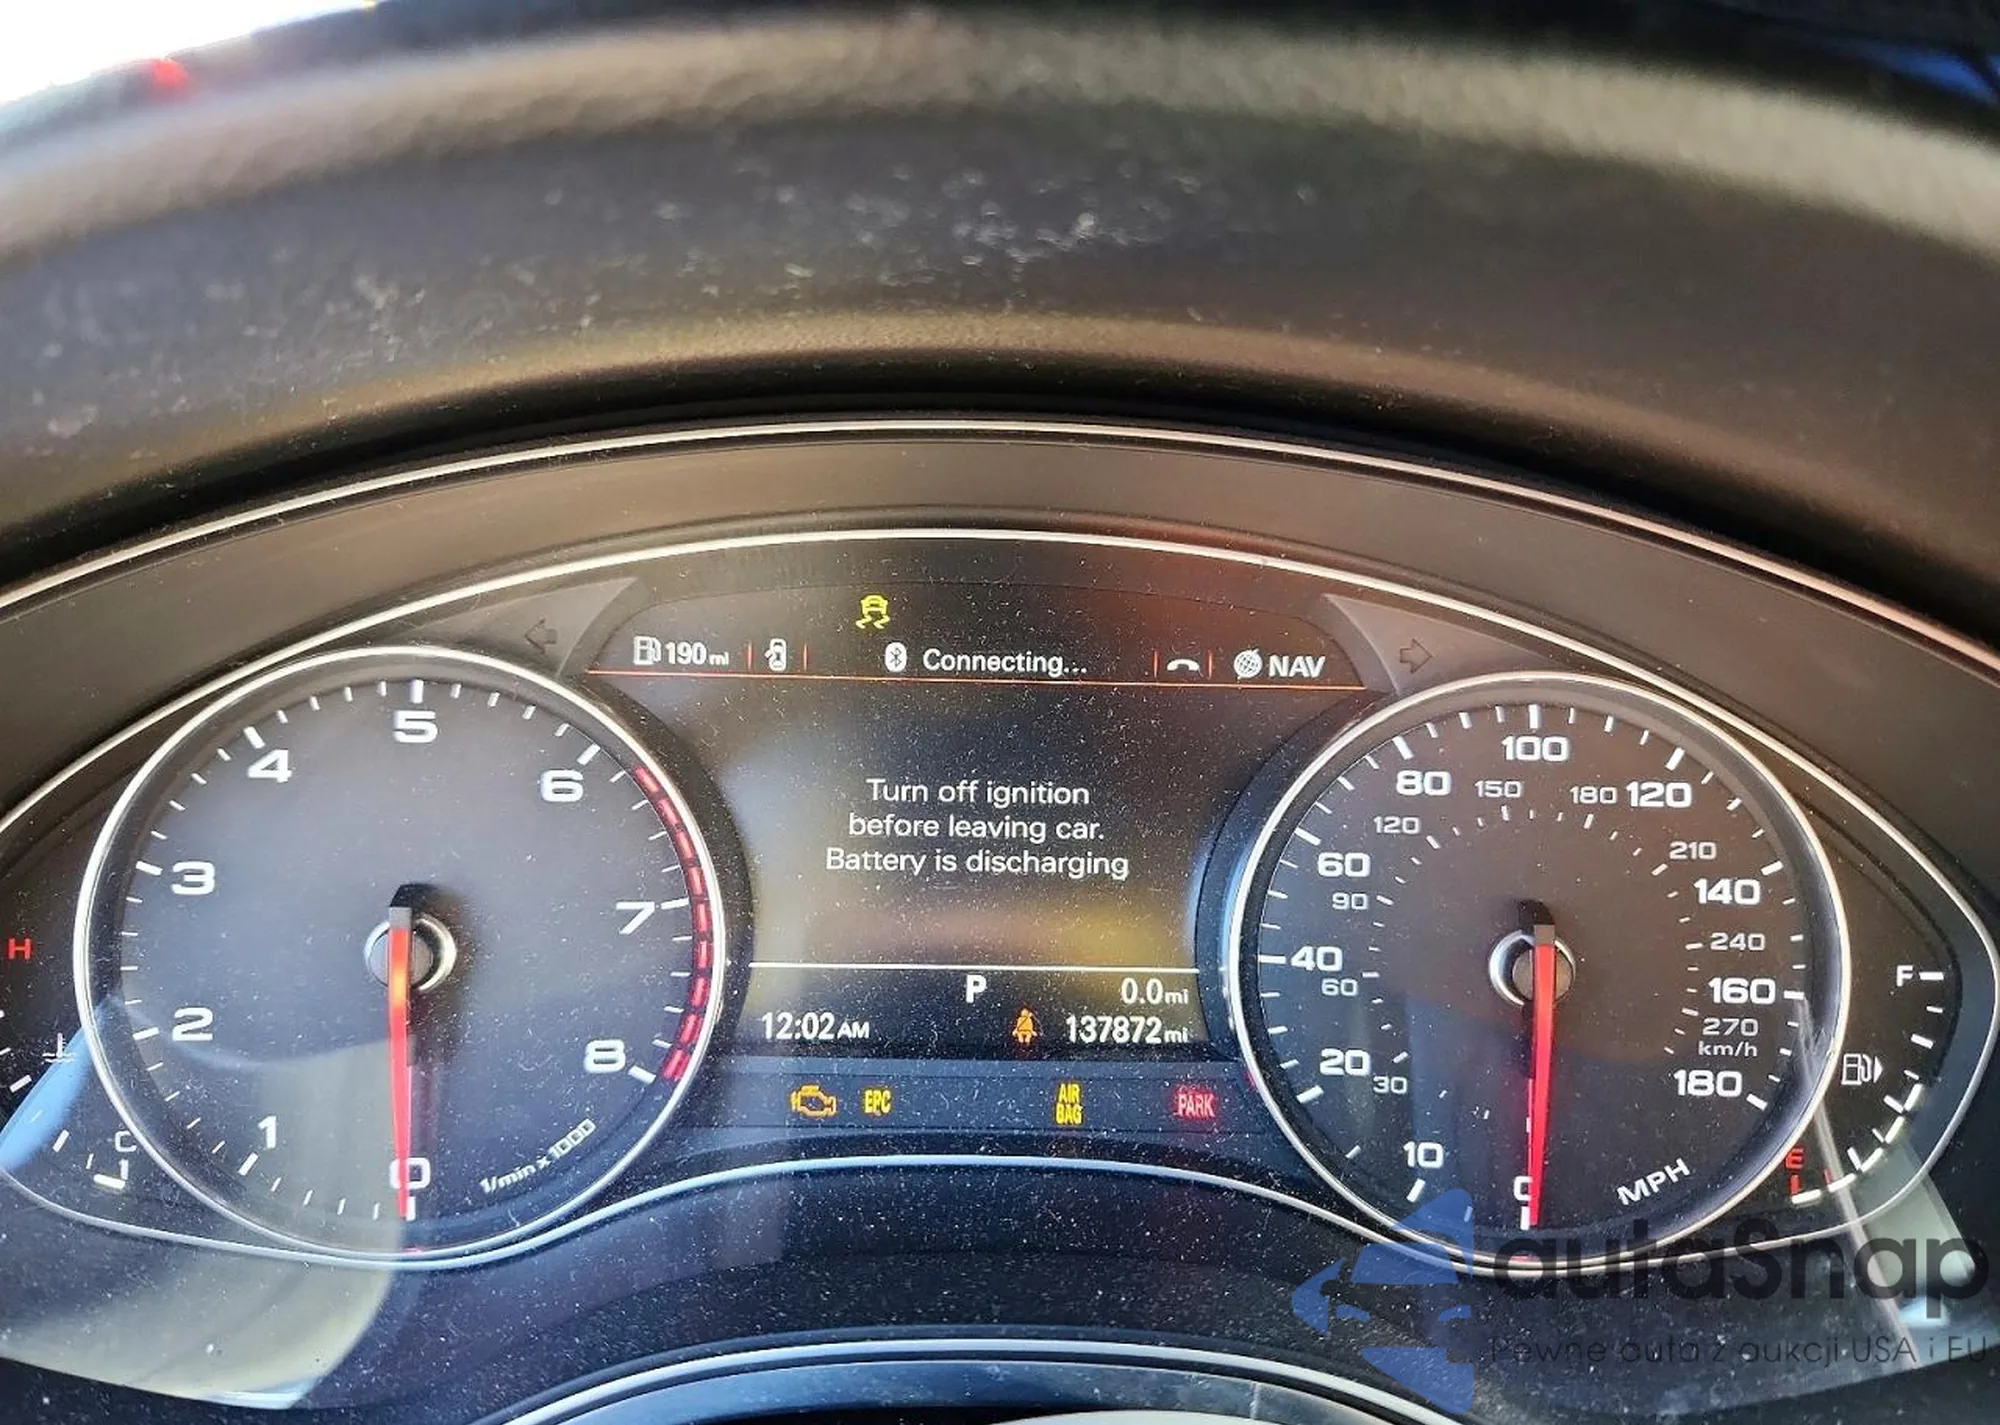 190 mi
Connecting...
NAV
Turn off ignition
before leaving car.
Battery is discharging
P
0.0 mi
12:02 AM
137872 mi
EPC
AIR
BAG
PARK
0
1
2
3
4
5
6
7
8
1/min x 1000
H
C
0
10
20
40
60
80
100
120
140
160
180
MPH
30
60
90
120
150
180
210
240
270
km/h
F
E
autaSnap
Pewne auta z aukcji USA i EU